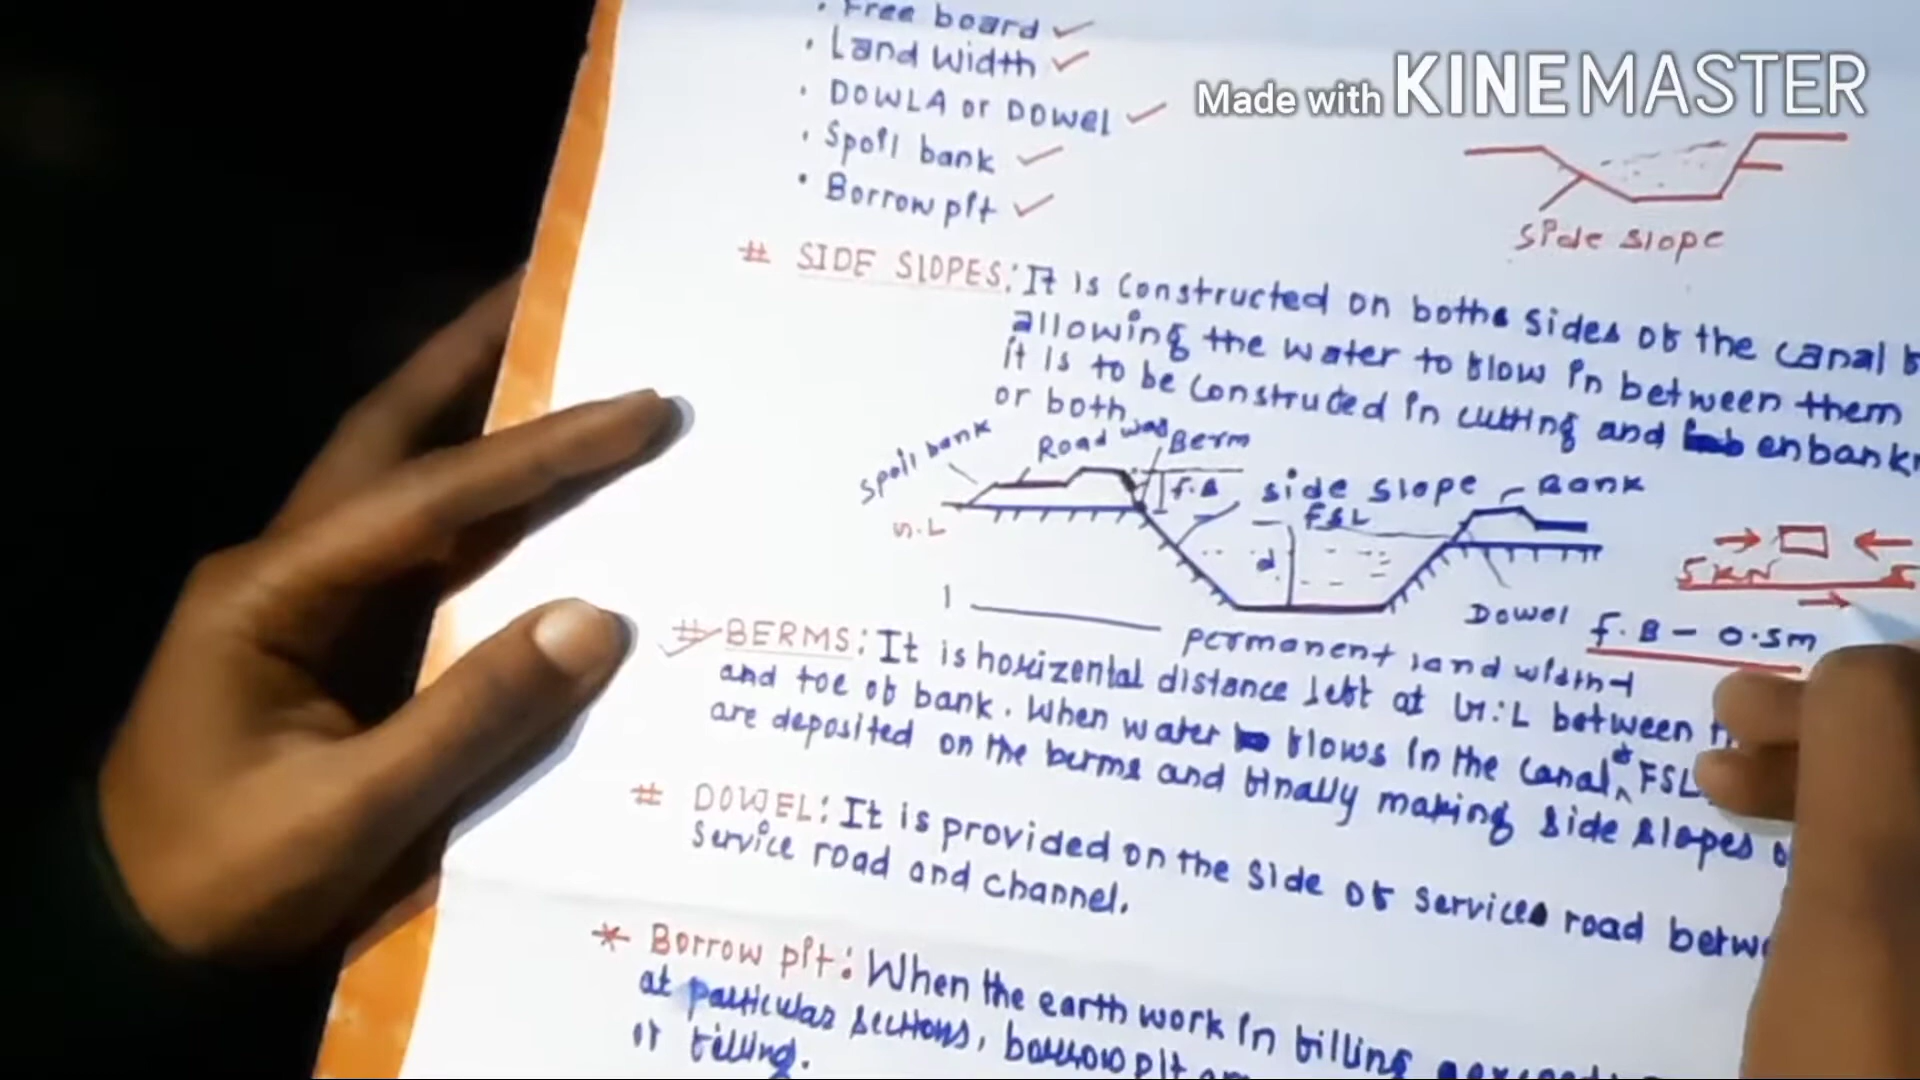 . Free board
. Land width
Made with KINEMASTER
. DOWLA or DOWel
. Spoil bank
. Borrow pit
Side slope
# SIDE SLOPES: It is constructed on both sides of the canal
allowing the water to flow in between them
it is to be constructed in cutting and enbank
or both
Spoil bank
Road way
Berm
f.B
side slope
Bank
G.L
FSL
d
5KN
5
Dowel
f.B - 0.5m
permanent land width
# BERMS: It is horizental distance left at G.L between
and toe of bank. When water flows in the canal, FSL
are deposited on the berms and finally making side slopes
# DOWEL: It is provided on the side of service road betwe
service road and channel.
* Borrow pit: When the earth work in filling
at particular sections, borrow pit
or filling.